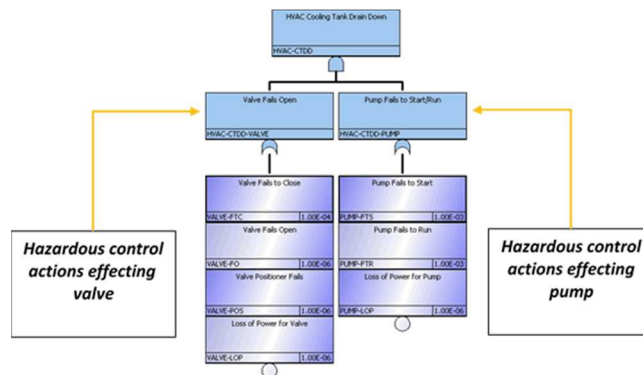 HVAC Cooling Tank Drain Down
HVAC-CTDD
Valve Fails Open
HVAC-CTDD-VALVE
Pump Fails to Start/Run
HVAC-CTDD-PUMP
Hazardous control
actions effecting
valve
Valve Fails to Close
VALVE-FTC 1.00E-04
Valve Fails Open
VALVE-FO 1.00E-06
Valve Positioner Fails
VALVE-POS 1.00E-06
Loss of Power for Valve
VALVE-LOP 1.00E-06
Pump Fails to Start
PUMP-FTS 1.00E-03
Pump Fails to Run
PUMP-FTR 1.00E-03
Loss of Power for Pump
PUMP-LOP 1.00E-06
Hazardous control
actions effecting
pump